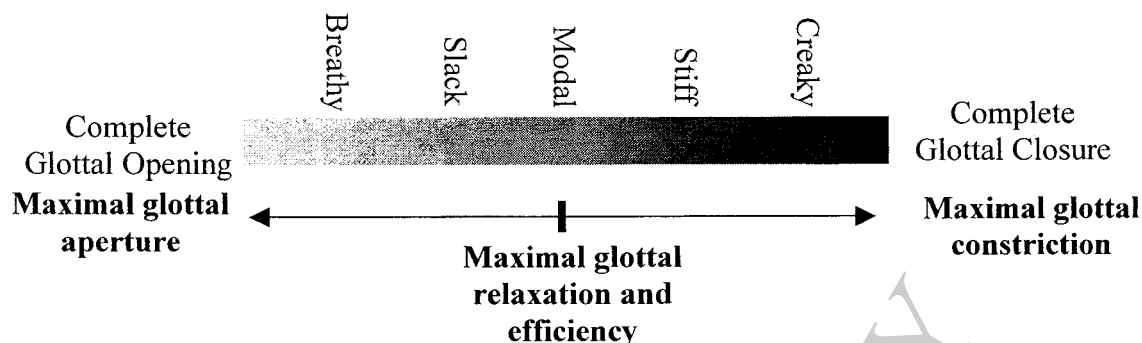 Breathy
Slack
Modal
Stiff
Creaky
Complete
Glottal Opening
Complete
Glottal Closure
Maximal glottal
aperture
Maximal glottal
relaxation and
efficiency
Maximal glottal
constriction